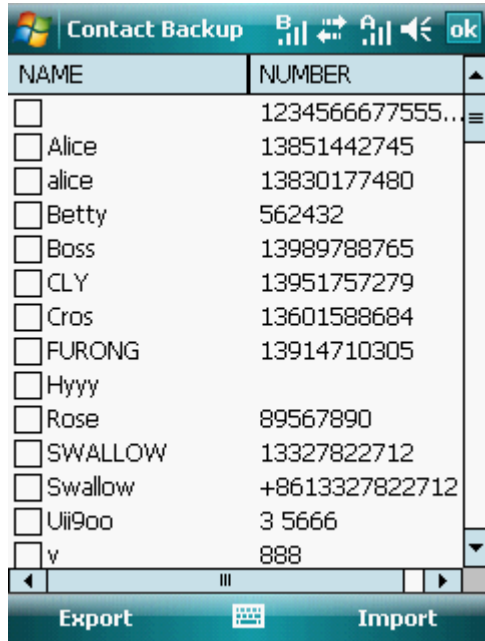 Contact Backup B A ok
NAME NUMBER
1234566677555...
Alice 13851442745
alice 13830177480
Betty 562432
Boss 13989788765
CLY 13951757279
Cros 13601588684
FURONG 13914710305
Hyyy
Rose 89567890
SWALLOW 13327822712
Swallow +8613327822712
Uii9oo 3 5666
v 888
Export Import